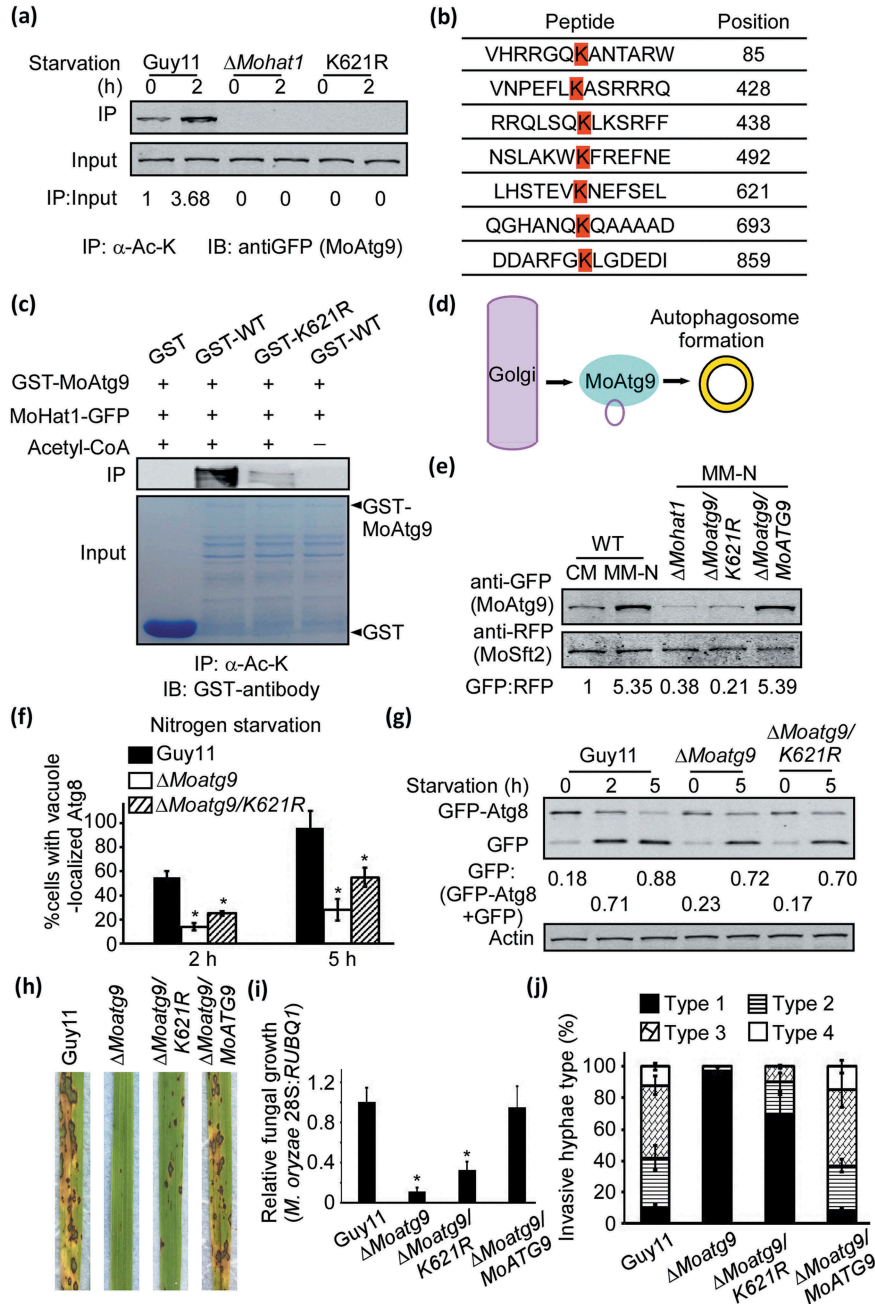 (a)
Starvation Guy11 ΔMohat1 K621R
(h) 0 2 0 2 0 2
IP
Input
IP:Input 1 3.68 0 0 0 0
IP: α-Ac-K IB: antiGFP (MoAtg9)
(b)
Peptide Position
VHRRGQKANTARW 85
VNPEFLKASRRRQ 428
RRQLSQKLKSRFF 438
NSLAKWKFREFNE 492
LHSTEVKNEFSEL 621
QGHANQKQAAAAD 693
DDARFGKLGDEDI 859
(c)
GST GST-WT GST-K621R GST-WT
GST-MoAtg9 + + + +
MoHat1-GFP + + + +
Acetyl-CoA + + + −
IP
Input
GST-
MoAtg9
GST
IP: α-Ac-K
IB: GST-antibody
(d)
Golgi
MoAtg9
Autophagosome
formation
(e)
MM-N
WT
CM MM-N
ΔMohat1
ΔMoatg9/
K621R
ΔMoatg9/
MoATG9
anti-GFP
(MoAtg9)
anti-RFP
(MoSft2)
GFP:RFP 1 5.35 0.38 0.21 5.39
(f)
Nitrogen starvation
Guy11
ΔMoatg9
ΔMoatg9/K621R
%cells with vacuole
-localized Atg8
100
80
60
40
20
0
* * * *
2 h 5 h
(g)
Guy11 ΔMoatg9 ΔMoatg9/
K621R
Starvation (h) 0 2 5 0 5 0 5
GFP-Atg8
GFP
GFP:
(GFP-Atg8
+GFP)
0.18 0.88 0.72 0.70
0.71 0.23 0.17
Actin
(h)
Guy11
ΔMoatg9
ΔMoatg9/
K621R
ΔMoatg9/
MoATG9
(i)
Relative fungal growth
(M. oryzae 28S:RUBQ1)
1.2
0.8
0.4
0
* *
Guy11
ΔMoatg9
ΔMoatg9/
K621R
ΔMoatg9/
MoATG9
(j)
Type 1 Type 2
Type 3 Type 4
Invasive hyphae type (%)
100
80
60
40
20
0
Guy11
ΔMoatg9
ΔMoatg9/
K621R
ΔMoatg9/
MoATG9